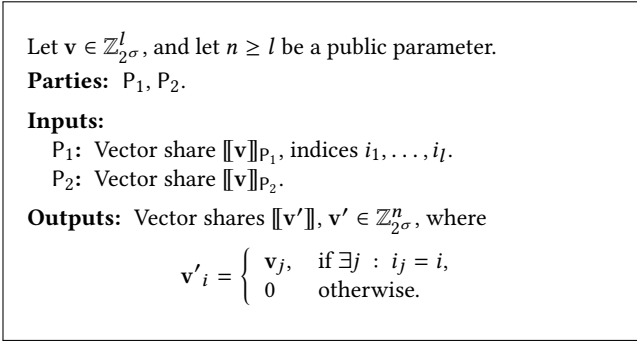 Let v ∈ ℤ^l_{2^σ}, and let n ≥ l be a public parameter.
Parties: P₁, P₂.
Inputs:
P₁: Vector share ⟦v⟧_{P₁}, indices i₁, . . . , i_l.
P₂: Vector share ⟦v⟧_{P₂}.
Outputs: Vector shares ⟦v′⟧, v′ ∈ ℤ^n_{2^σ}, where
v′_i = { v_j, if ∃j : i_j = i,
0 otherwise.